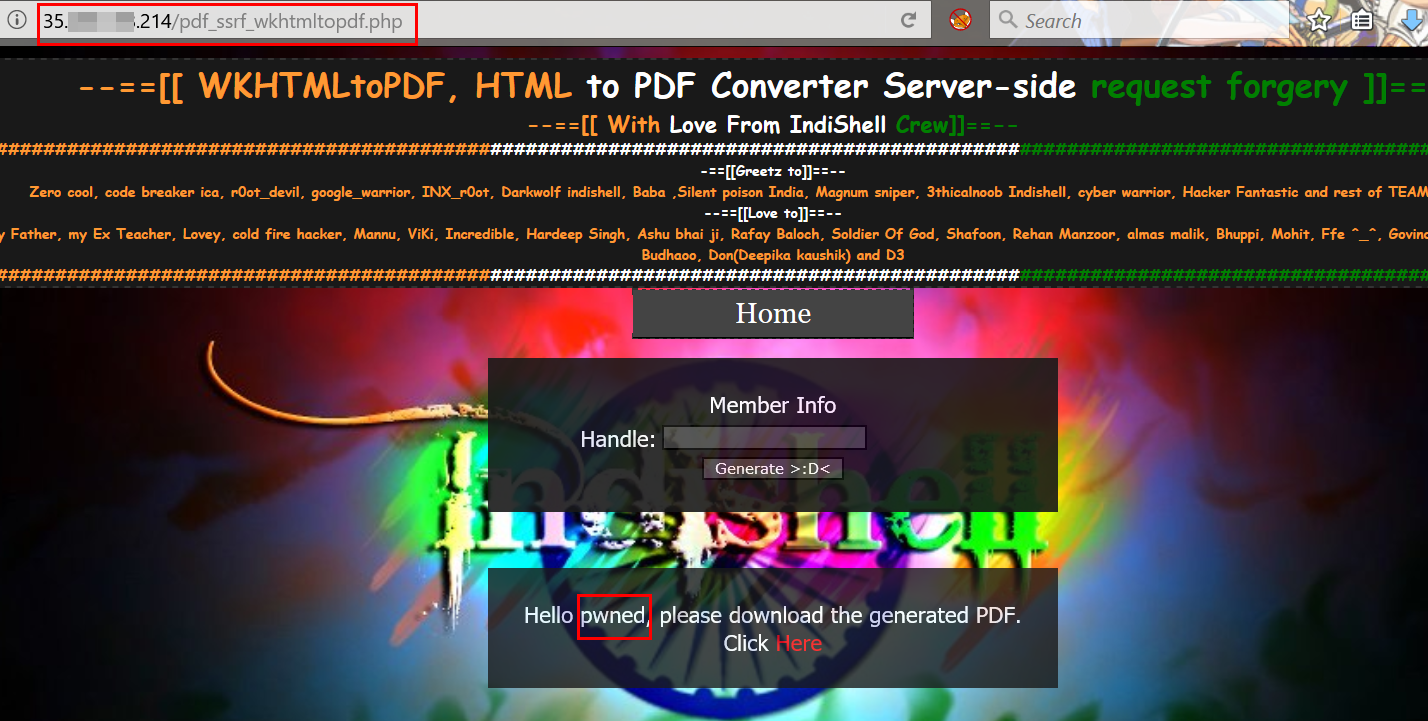 35. .214/pdf_ssrf_wkhtmltopdf.php
Search
--==[[ WKHTMLtoPDF, HTML to PDF Converter Server-side request forgery ]]==
--==[[ With Love From IndiShell Crew]]==--
##################################################################################################################
-==[[Greetz to]]==--
Zero cool, code breaker ica, r0ot_devil, google_warrior, INX_r0ot, Darkwolf indishell, Baba ,Silent poison India, Magnum sniper, 3thicalnoob Indishell, cyber warrior, Hacker Fantastic and rest of TEAM
--==[[Love to]]==--
y Father, my Ex Teacher, Lovey, cold fire hacker, Mannu, ViKi, Incredible, Hardeep Singh, Ashu bhai ji, Rafay Baloch, Soldier Of God, Shafoon, Rehan Manzoor, almas malik, Bhuppi, Mohit, Ffe ^_^, Govind
Budhaoo, Don(Deepika kaushik) and D3
##################################################################################################################
Home
Member Info
Handle:
Generate >:D<
Indishell
Hello pwned, please download the generated PDF.
Click Here